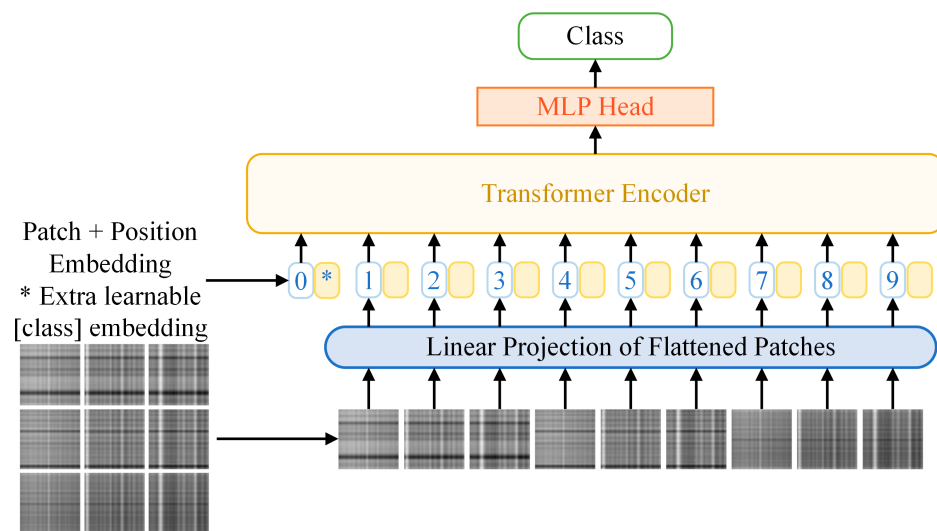 Class
MLP Head
Transformer Encoder
Patch + Position
Embedding
* Extra learnable
[class] embedding
0 * 1 2 3 4 5 6 7 8 9
Linear Projection of Flattened Patches